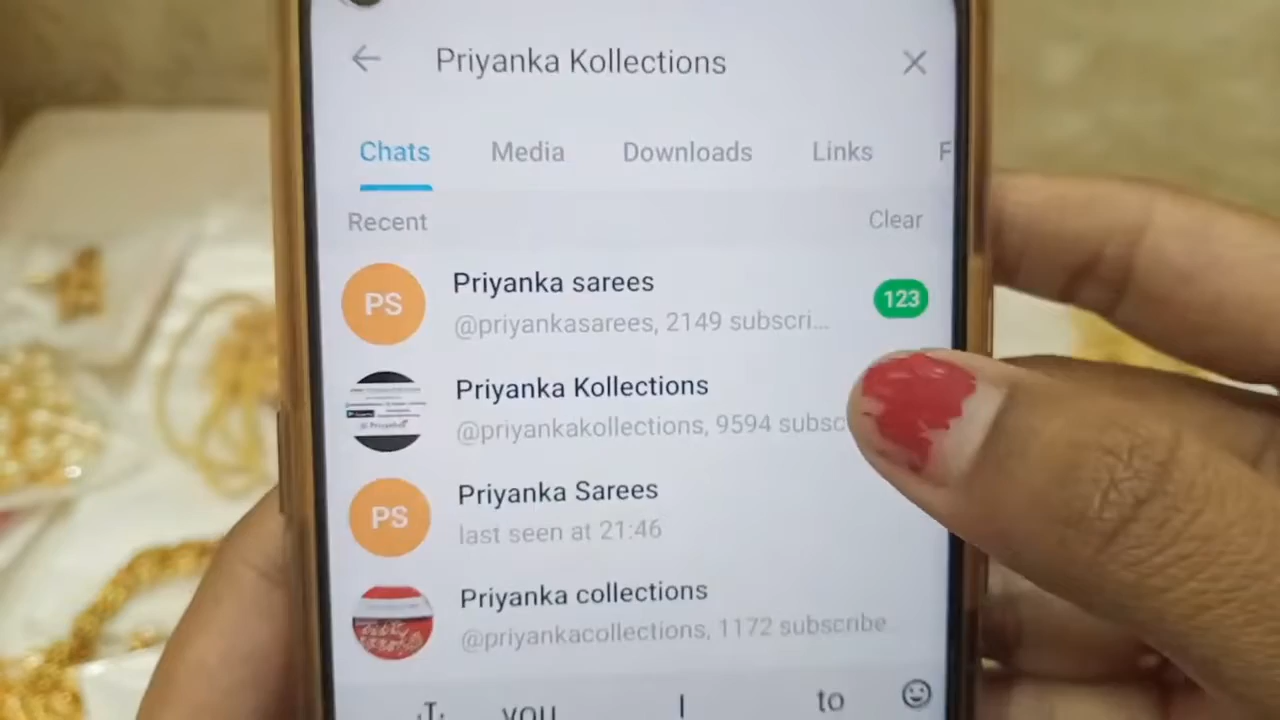 Priyanka Kollections
Chats Media Downloads Links F
Recent Clear
PS Priyanka sarees
@priyankasarees, 2149 subscri... 123
Priyanka Kollections
@priyankakollections, 9594 subsc
PS Priyanka Sarees
last seen at 21:46
Priyanka collections
@priyankacollections, 1172 subscribe
you I to